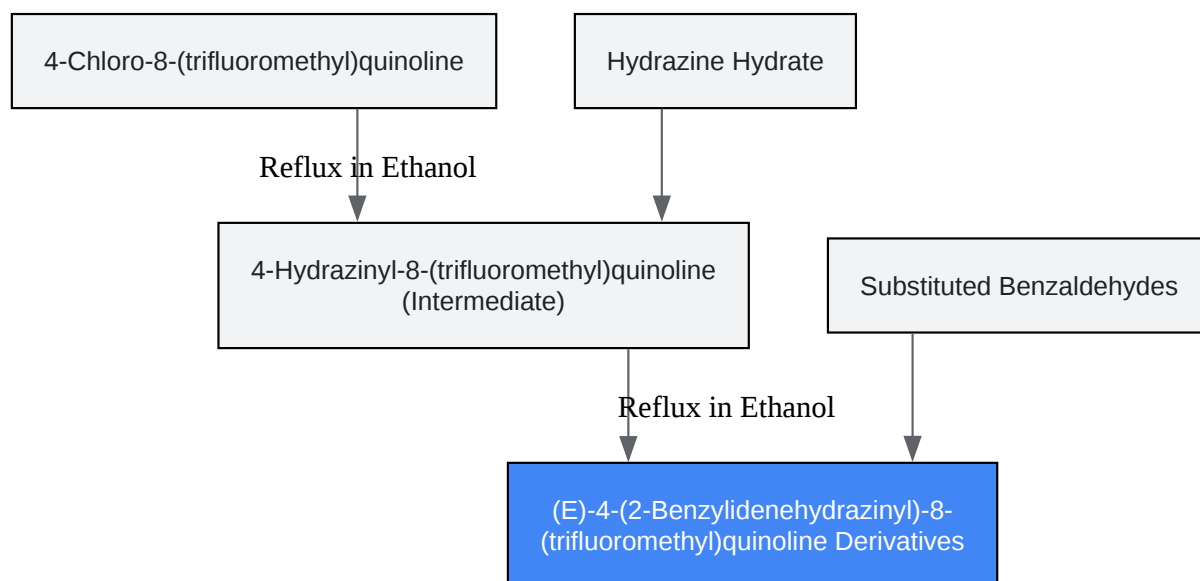 4-Chloro-8-(trifluoromethyl)quinoline
Hydrazine Hydrate
Reflux in Ethanol
4-Hydrazinyl-8-(trifluoromethyl)quinoline
(Intermediate)
Substituted Benzaldehydes
Reflux in Ethanol
(E)-4-(2-Benzylidenehydrazinyl)-8-
(trifluoromethyl)quinoline Derivatives